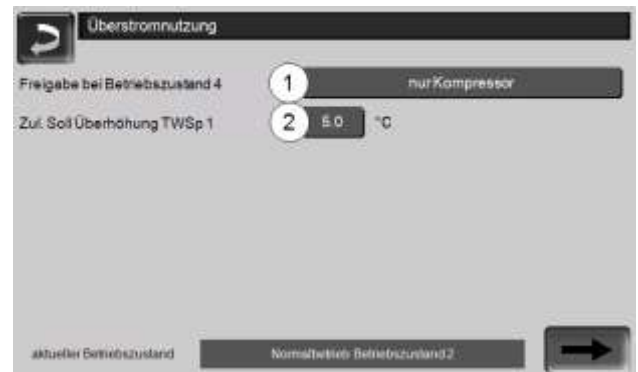 Überstromnutzung
Freigabe bei Betriebszustand 4 1 nur Kompressor
Zul. Soll Überhöhung TWSp 1 2 5.0 °C
aktueller Betriebszustand Normalbetrieb Betriebszustand 2